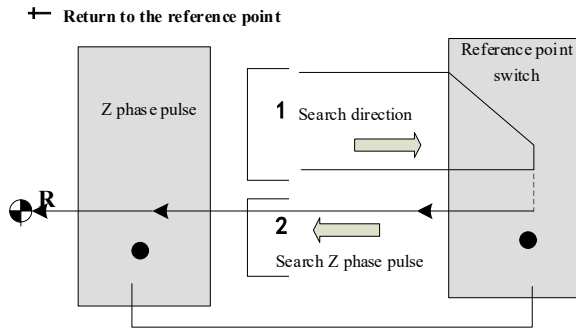 Return to the reference point
Reference point
switch
Z phase pulse
1
Search direction
R
2
Search Z phase pulse